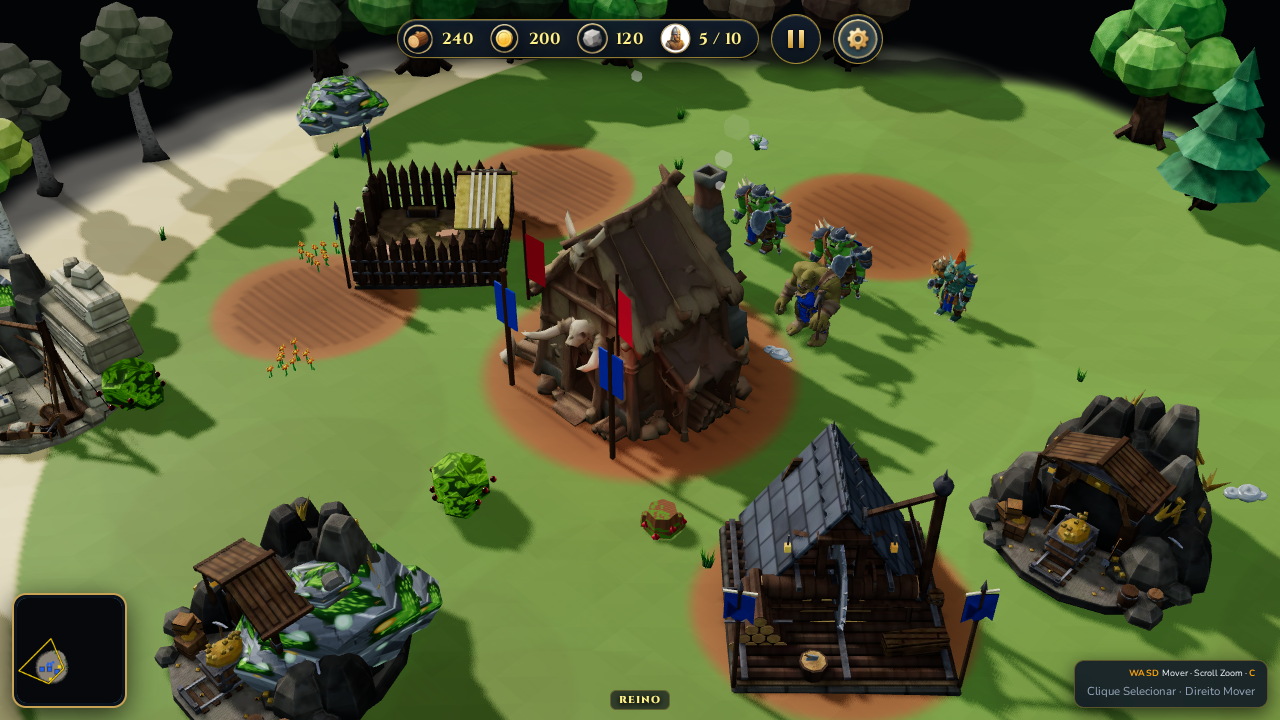 240 200 120 5 / 10
WASD Mover · Scroll Zoom · C
Clique Selecionar · Direito Mover
REINO